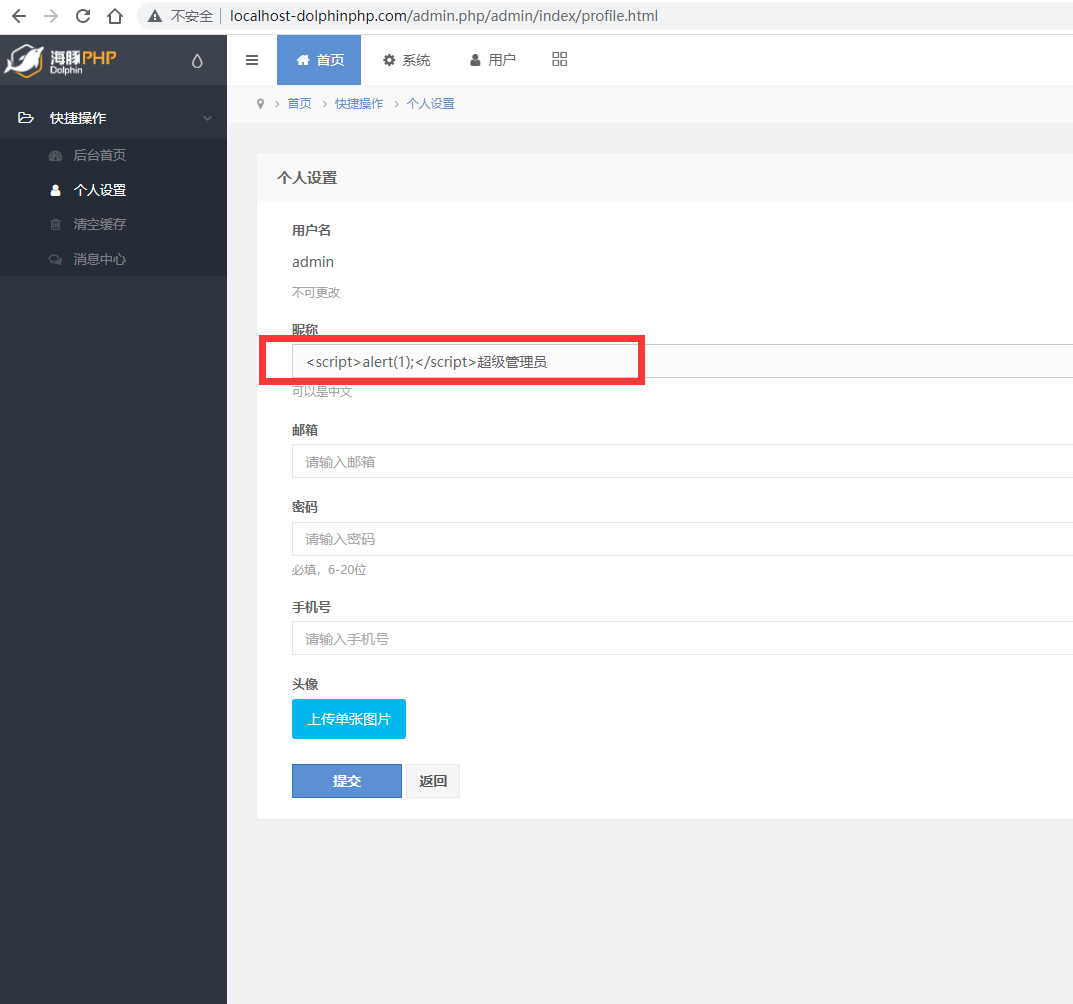 不安全 localhost-dolphinphp.com/admin.php/admin/index/profile.html
海豚PHP
Dolphin
首页 系统 用户
首页 快捷操作 个人设置
快捷操作
后台首页
个人设置
清空缓存
消息中心
个人设置
用户名
admin
不可更改
昵称
<script>alert(1);</script>超级管理员
可以是中文
邮箱
请输入邮箱
密码
请输入密码
必填，6-20位
手机号
请输入手机号
头像
上传单张图片
提交 返回